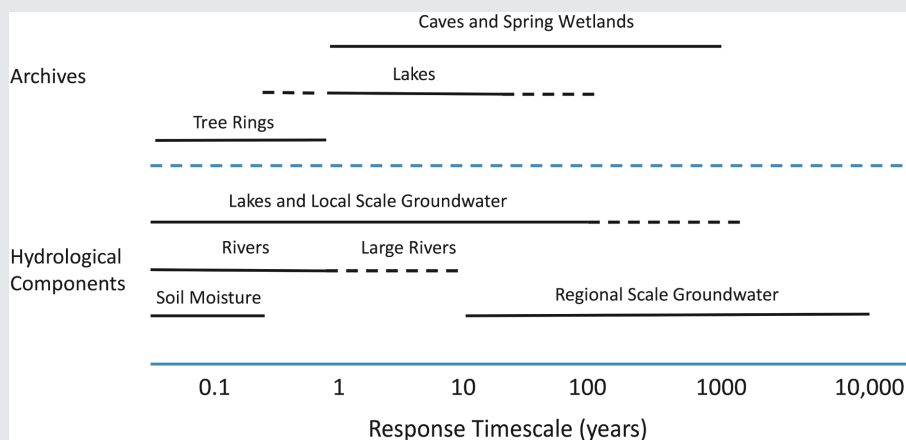 Caves and Spring Wetlands
Archives
Lakes
Tree Rings
Lakes and Local Scale Groundwater
Rivers
Large Rivers
Hydrological
Components
Soil Moisture
Regional Scale Groundwater
0.1 1 10 100 1000 10,000
Response Timescale (years)